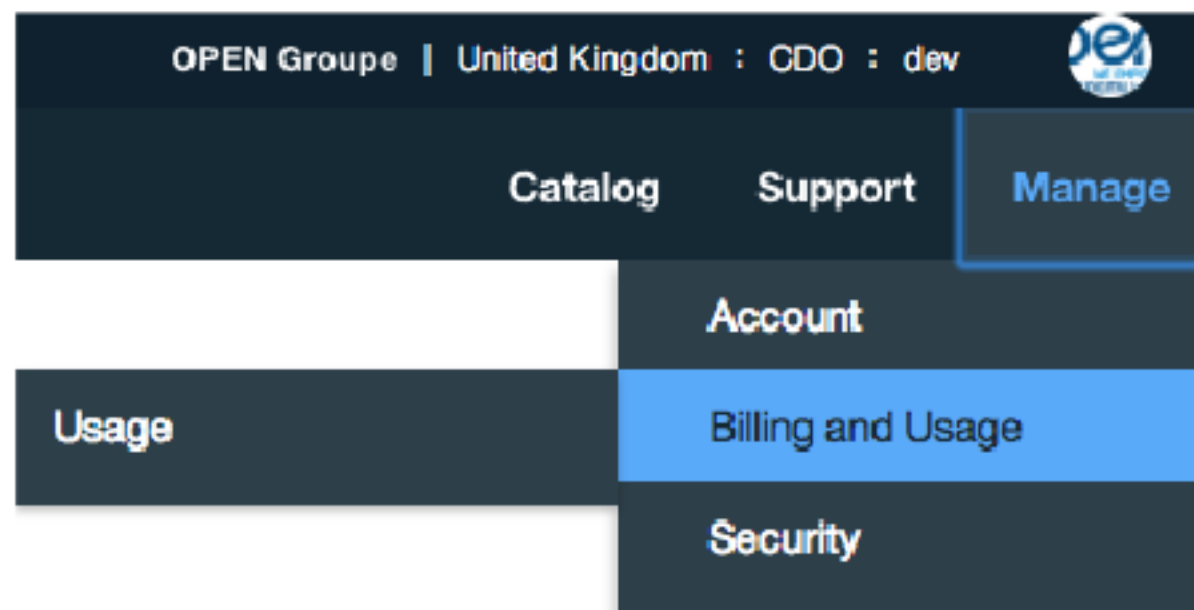 OPEN Groupe | United Kingdom : CDO : dev
Catalog Support Manage
Account
Usage Billing and Usage
Security